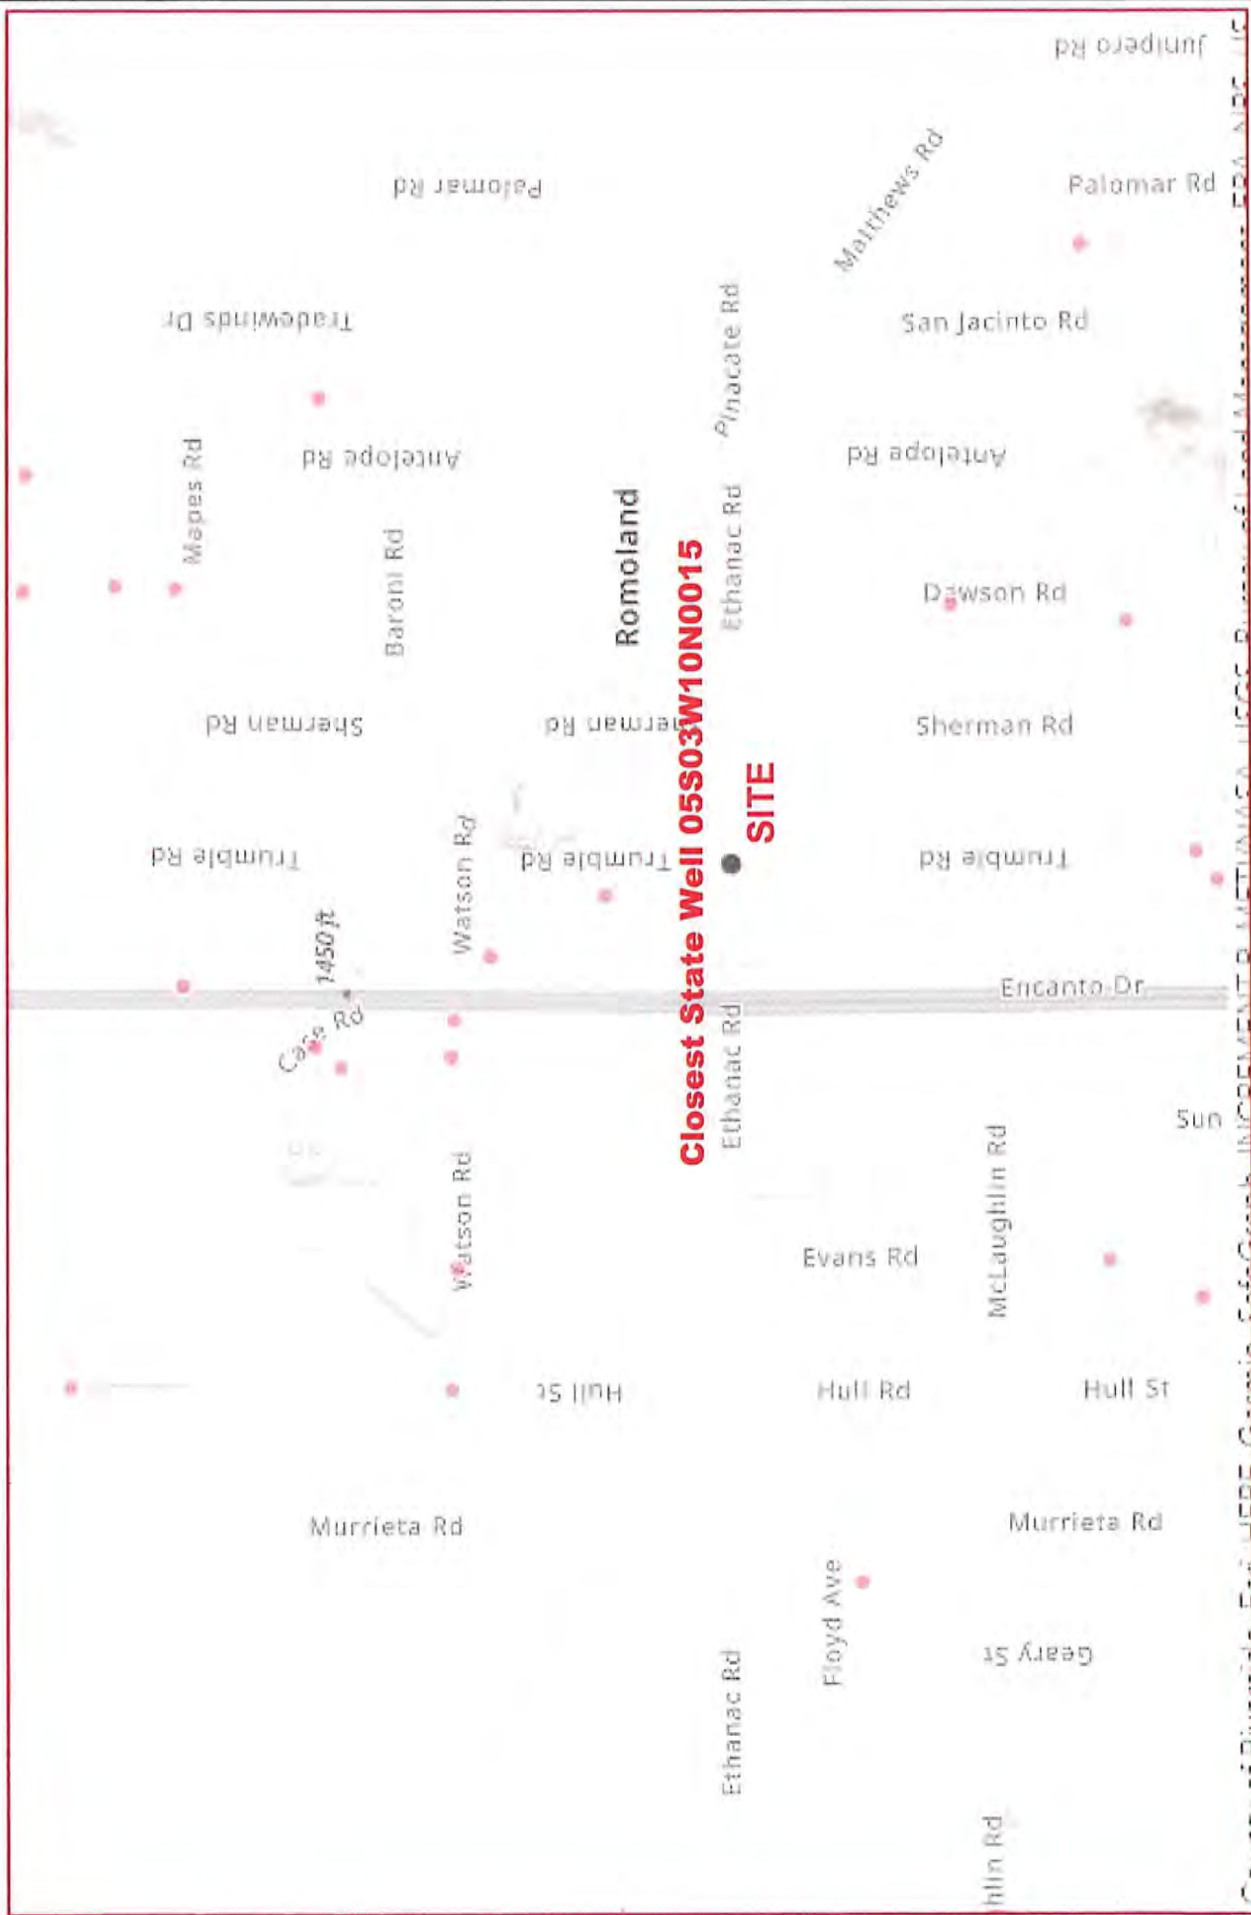 Junipero Rd
Palomar Rd
Palomar Rd
Matthews Rd
Tradewinds Dr
Pinacate Rd
San Jacinto Rd
Mapes Rd
Antelope Rd
Antelope Rd
Baroni Rd
Romoland
Ethanac Rd
Dawson Rd
Closest State Well 05S03W10N0015
Sherman Rd
Sherman Rd
Sherman Rd
SITE
Trumble Rd
Watson Rd
Trumble Rd
Trumble Rd
1450 ft
Case Rd
Encanto Dr
Ethanac Rd
Sun
Watson Rd
McLaughlin Rd
Evans Rd
Hull St
Hull Rd
Hull St
Murrieta Rd
Murrieta Rd
Floyd Ave
Geary St
Ethanac Rd
hlin Rd